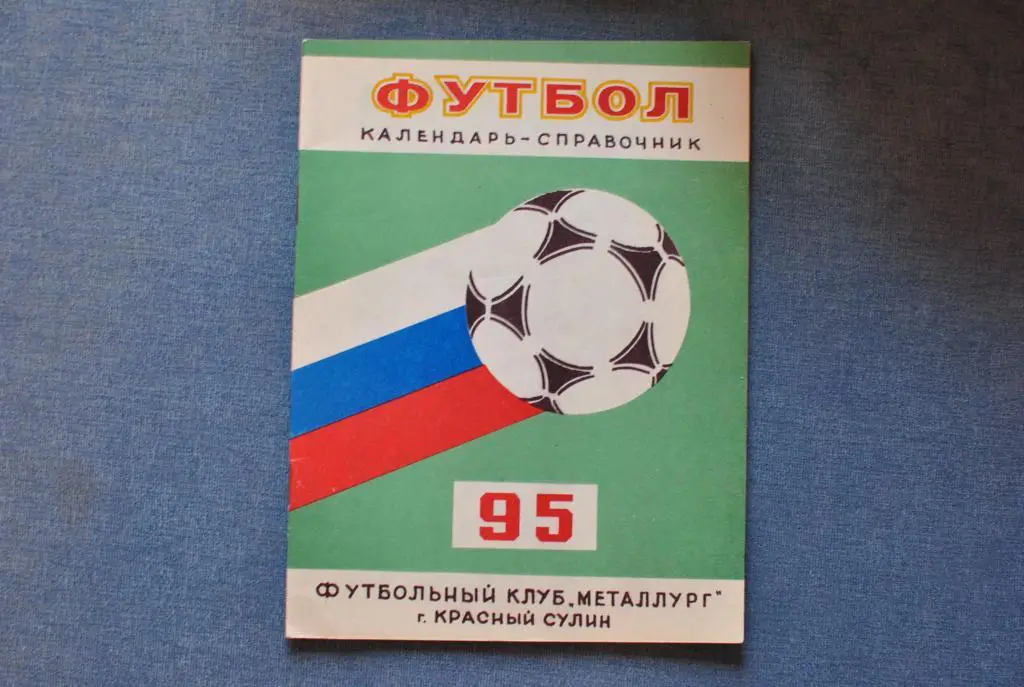 ФУТБОЛ
КАЛЕНДАРЬ-СПРАВОЧНИК
95
ФУТБОЛЬНЫЙ КЛУБ „МЕТАЛЛУРГ"
г. КРАСНЫЙ СУЛИН